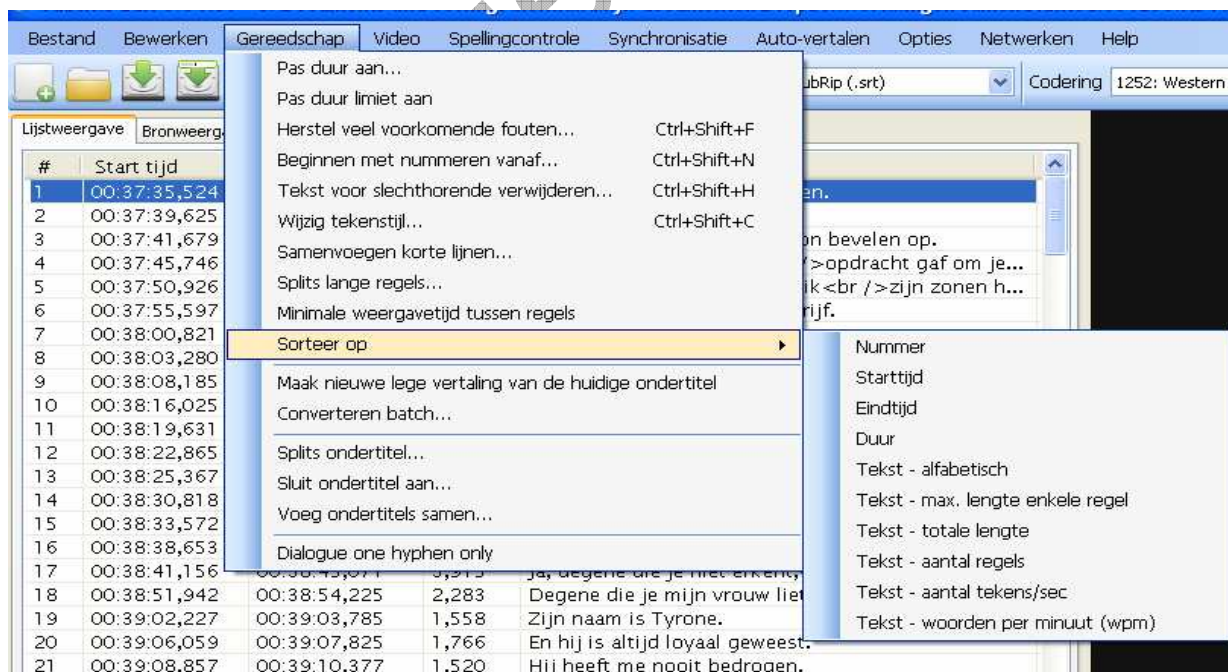 Bestand Bewerken Gereedschap Video Spellingcontrole Synchronisatie Auto-vertalen Opties Netwerken Help
ubRip (.srt) Codering 1252: Western
Lijstweergave Bronweerg
# Start tijd
1 00:37:35,524 en.
2 00:37:39,625
3 00:37:41,679 on bevelen op.
4 00:37:45,746 />opdracht gaf om je...
5 00:37:50,926 ik<br />zijn zonen h...
6 00:37:55,597 rijf.
7 00:38:00,821
8 00:38:03,280
9 00:38:08,185
10 00:38:16,025
11 00:38:19,631
12 00:38:22,865
13 00:38:25,367
14 00:38:30,818
15 00:38:33,572
16 00:38:38,653
17 00:38:41,156
18 00:38:51,942 00:38:54,225 2,283 Degene die je mijn vrouw liet
19 00:39:02,227 00:39:03,785 1,558 Zijn naam is Tyrone.
20 00:39:06,059 00:39:07,825 1,766 En hij is altijd loyaal geweest.
21 00:39:08,857 00:39:10,377 1,520 Hij heeft me nooit bedrogen.
Pas duur aan...
Pas duur limiet aan
Herstel veel voorkomende fouten... Ctrl+Shift+F
Beginnen met nummeren vanaf... Ctrl+Shift+N
Tekst voor slechthorende verwijderen... Ctrl+Shift+H
Wijzig tekenstijl... Ctrl+Shift+C
Samenvoegen korte lijnen...
Splits lange regels...
Minimale weergavetijd tussen regels
Sorteer op
Maak nieuwe lege vertaling van de huidige ondertitel
Converteren batch...
Splits ondertitel...
Sluit ondertitel aan...
Voeg ondertitels samen...
Dialogue one hyphen only
Nummer
Starttijd
Eindtijd
Duur
Tekst - alfabetisch
Tekst - max. lengte enkele regel
Tekst - totale lengte
Tekst - aantal regels
Tekst - aantal tekens/sec
Tekst - woorden per minuut (wpm)